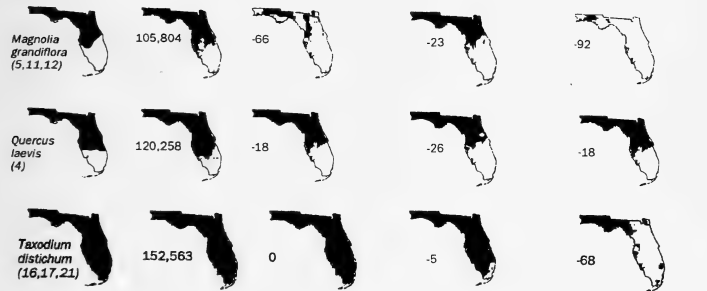 Magnolia
grandiflora
(5,11,12)
105,804
-66
-23
-92
Quercus
laevis
(4)
120,258
-18
-26
-18
Taxodium
distichum
(16,17,21)
152,563
0
-5
-68